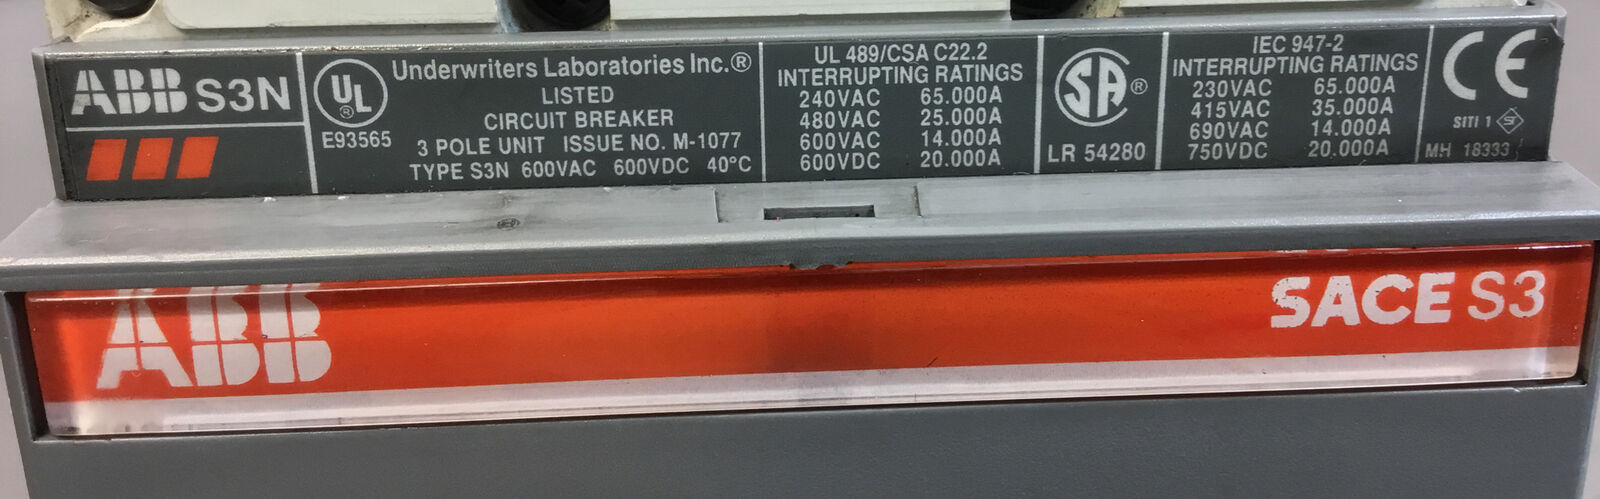 ABB S3N
UL®
E93565
Underwriters Laboratories Inc.®
LISTED
CIRCUIT BREAKER
3 POLE UNIT ISSUE NO. M-1077
TYPE S3N 600VAC 600VDC 40°C
UL 489/CSA C22.2
INTERRUPTING RATINGS
240VAC 65.000A
480VAC 25.000A
600VAC 14.000A
600VDC 20.000A
SA®
LR 54280
IEC 947-2
INTERRUPTING RATINGS
230VAC 65.000A
415VAC 35.000A
690VAC 14.000A
750VDC 20.000A
CE
SITI 1
MH 18333
ABB
SACE S3